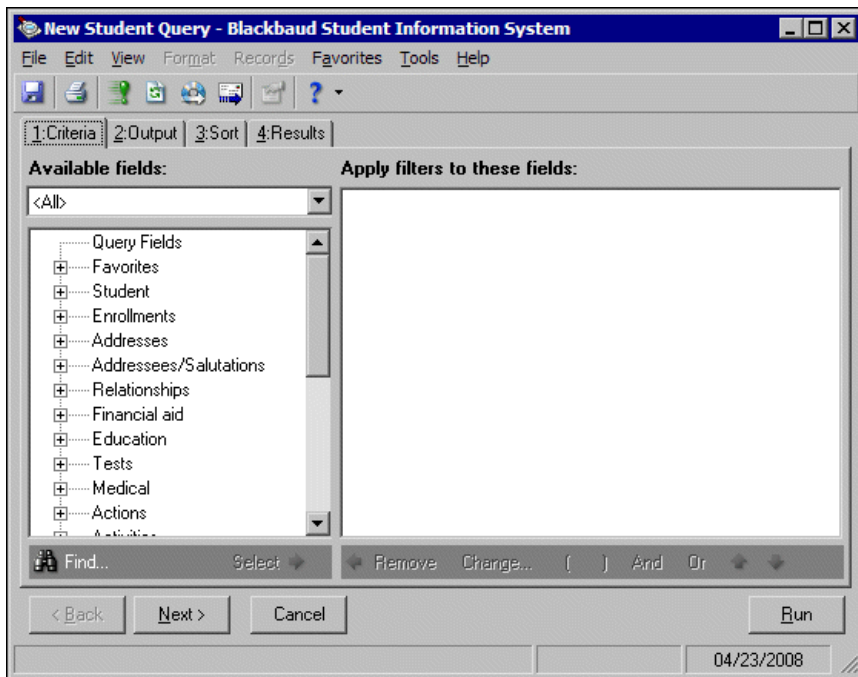 New Student Query - Blackbaud Student Information System
File Edit View Format Records Favorites Tools Help
?
1:Criteria 2:Output 3:Sort 4:Results
Available fields:
Apply filters to these fields:
<All>
Query Fields
Favorites
Student
Enrollments
Addresses
Addressees/Salutations
Relationships
Financial aid
Education
Tests
Medical
Actions
Find... Select
Remove Change... ( ) And Or
< Back Next > Cancel Run
04/23/2008